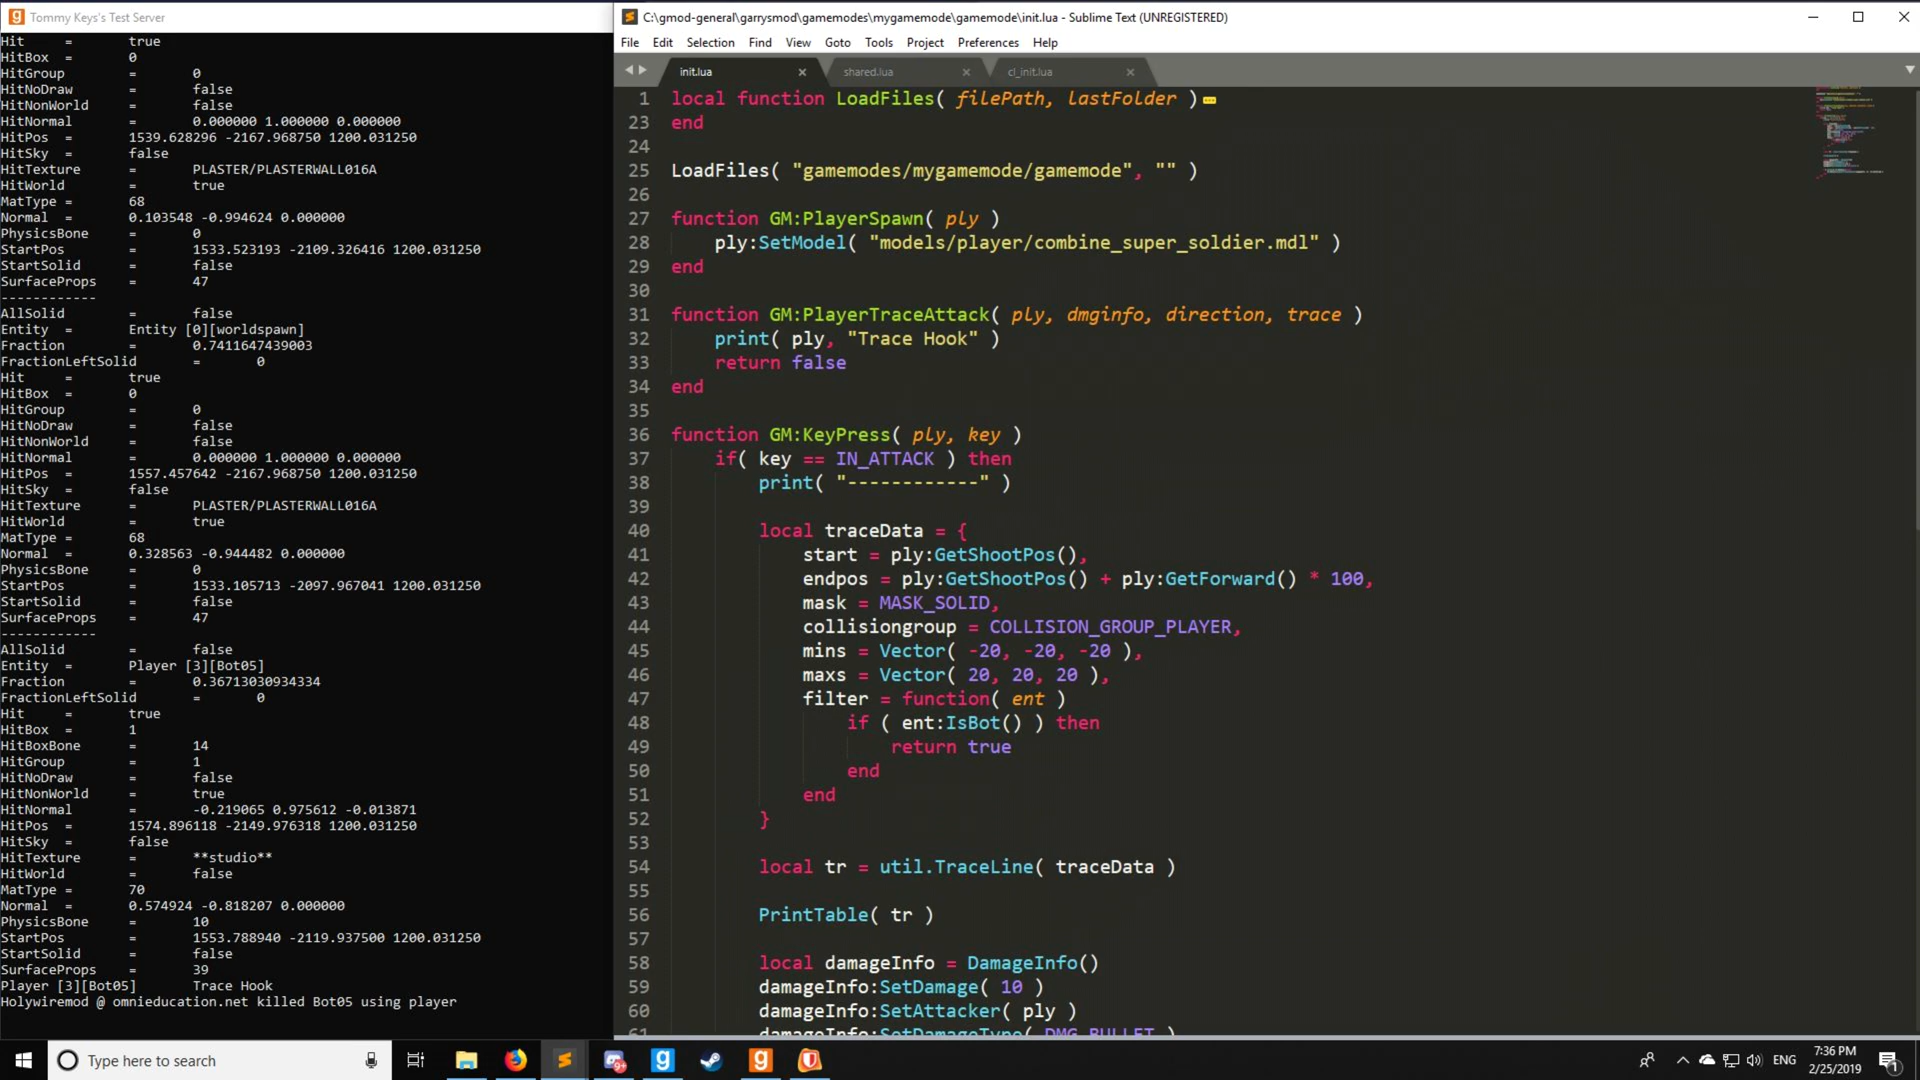 Tommy Keys's Test Server
Hit = true
HitBox = 0
HitGroup = 0
HitNoDraw = false
HitNonWorld = false
HitNormal = 0.000000 1.000000 0.000000
HitPos = 1539.628296 -2167.968750 1200.031250
HitSky = false
HitTexture = PLASTER/PLASTERWALL016A
HitWorld = true
MatType = 68
Normal = 0.103548 -0.994624 0.000000
PhysicsBone = 0
StartPos = 1533.523193 -2109.326416 1200.031250
StartSolid = false
SurfaceProps = 47
------------
AllSolid = false
Entity = Entity [0][worldspawn]
Fraction = 0.7411647439003
FractionLeftSolid = 0
Hit = true
HitBox = 0
HitGroup = 0
HitNoDraw = false
HitNonWorld = false
HitNormal = 0.000000 1.000000 0.000000
HitPos = 1557.457642 -2167.968750 1200.031250
HitSky = false
HitTexture = PLASTER/PLASTERWALL016A
HitWorld = true
MatType = 68
Normal = 0.328563 -0.944482 0.000000
PhysicsBone = 0
StartPos = 1533.105713 -2097.967041 1200.031250
StartSolid = false
SurfaceProps = 47
------------
AllSolid = false
Entity = Player [3][Bot05]
Fraction = 0.36713030934334
FractionLeftSolid = 0
Hit = true
HitBox = 1
HitBoxBone = 14
HitGroup = 1
HitNoDraw = false
HitNonWorld = true
HitNormal = -0.219065 0.975612 -0.013871
HitPos = 1574.896118 -2149.976318 1200.031250
HitSky = false
HitTexture = **studio**
HitWorld = false
MatType = 70
Normal = 0.574924 -0.818207 0.000000
PhysicsBone = 10
StartPos = 1553.788940 -2119.937500 1200.031250
StartSolid = false
SurfaceProps = 39
Player [3][Bot05] Trace Hook
Holywiremod @ omnieducation.net killed Bot05 using player
C:\gmod-general\garrysmod\gamemodes\mygamemode\gamemode\init.lua - Sublime Text (UNREGISTERED)
File Edit Selection Find View Goto Tools Project Preferences Help
init.lua shared.lua cl_init.lua
1 local function LoadFiles( filePath, lastFolder )
23 end
24
25 LoadFiles( "gamemodes/mygamemode/gamemode", "" )
26
27 function GM:PlayerSpawn( ply )
28 ply:SetModel( "models/player/combine_super_soldier.mdl" )
29 end
30
31 function GM:PlayerTraceAttack( ply, dmginfo, direction, trace )
32 print( ply, "Trace Hook" )
33 return false
34 end
35
36 function GM:KeyPress( ply, key )
37 if( key == IN_ATTACK ) then
38 print( "------------" )
39
40 local traceData = {
41 start = ply:GetShootPos(),
42 endpos = ply:GetShootPos() + ply:GetForward() * 100,
43 mask = MASK_SOLID,
44 collisiongroup = COLLISION_GROUP_PLAYER,
45 mins = Vector( -20, -20, -20 ),
46 maxs = Vector( 20, 20, 20 ),
47 filter = function( ent )
48 if ( ent:IsBot() ) then
49 return true
50 end
51 end
52 }
53
54 local tr = util.TraceLine( traceData )
55
56 PrintTable( tr )
57
58 local damageInfo = DamageInfo()
59 damageInfo:SetDamage( 10 )
60 damageInfo:SetAttacker( ply )
61 damageInfo:SetDamageType( DMG_BULLET )
Type here to search
ENG
7:36 PM
2/25/2019